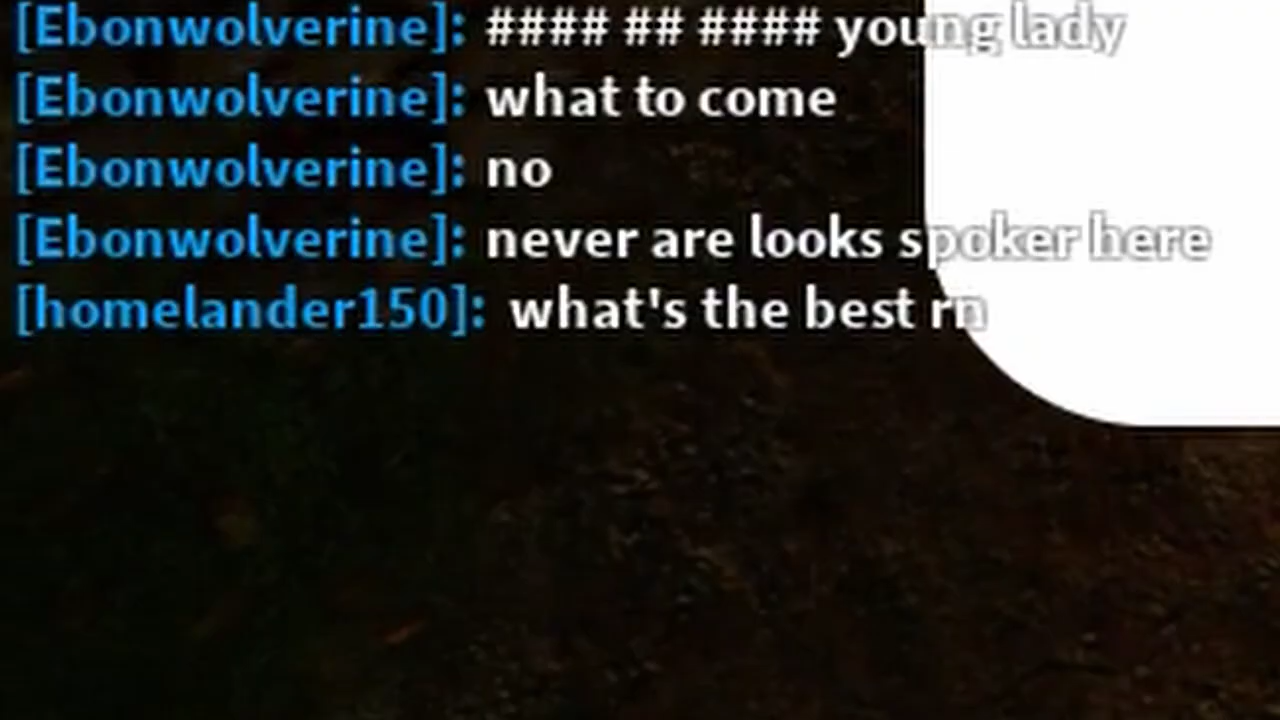 [Ebonwolverine]: #### ## #### young lady
[Ebonwolverine]: what to come
[Ebonwolverine]: no
[Ebonwolverine]: never are looks spoker here
[homelander150]: what's the best rn